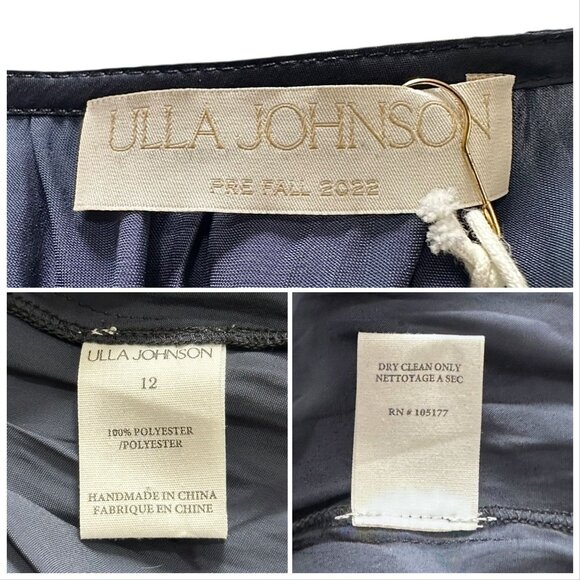 ULLA JOHNSON
PRE FALL 2022
ULLA JOHNSON
12
100% POLYESTER
/POLYESTER
HANDMADE IN CHINA
FABRIQUE EN CHINE
DRY CLEAN ONLY
NETTOYAGE A SEC
RN # 105177